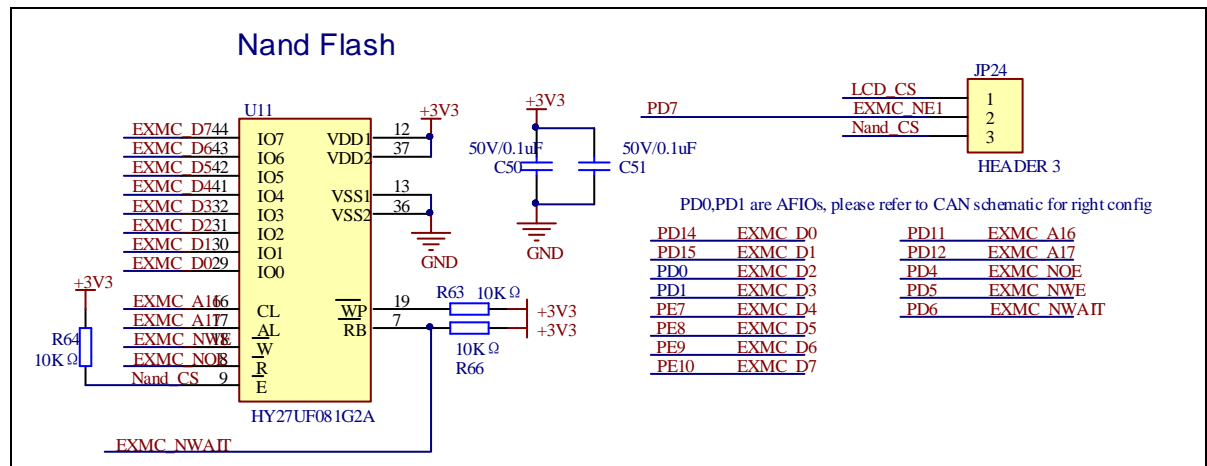 Nand Flash
U11
EXMC_D7 44 IO7
EXMC_D6 43 IO6
EXMC_D5 42 IO5
EXMC_D4 41 IO4
EXMC_D3 32 IO3
EXMC_D2 31 IO2
EXMC_D1 30 IO1
EXMC_D0 29 IO0
+3V3
R64
10KΩ
EXMC_A16 16 CL
EXMC_A17 17 AL
EXMC_NWE 18 W
EXMC_NOE 8 R
Nand_CS 9 E
VDD1 12
VDD2 37
+3V3
VSS1 13
VSS2 36
GND
WP 19 R63 10KΩ +3V3
RB 7 +3V3
10KΩ
R66
HY27UF081G2A
EXMC_NWAIT
+3V3
50V/0.1uF
C50
50V/0.1uF
C51
GND
JP24
LCD_CS 1
PD7 EXMC_NE1 2
Nand_CS 3
HEADER 3
PD0,PD1 are AFIOs, please refer to CAN schematic for right config
PD14 EXMC_D0
PD15 EXMC_D1
PD0 EXMC_D2
PD1 EXMC_D3
PE7 EXMC_D4
PE8 EXMC_D5
PE9 EXMC_D6
PE10 EXMC_D7
PD11 EXMC_A16
PD12 EXMC_A17
PD4 EXMC_NOE
PD5 EXMC_NWE
PD6 EXMC_NWAIT